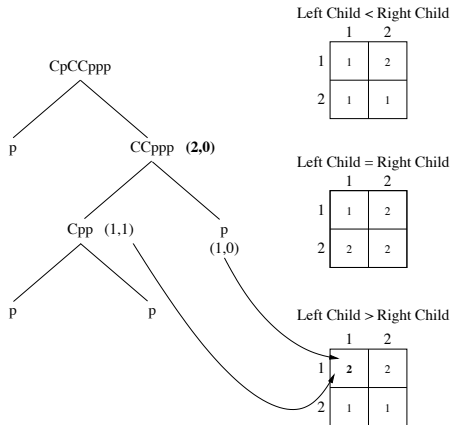 CpCCppp
p
CCppp (2,0)
Cpp (1,1)
p
(1,0)
p p
Left Child < Right Child
1 2
1 1 2
2 1 1
Left Child = Right Child
1 2
1 1 2
2 2 2
Left Child > Right Child
1 2
1 2 2
2 1 1